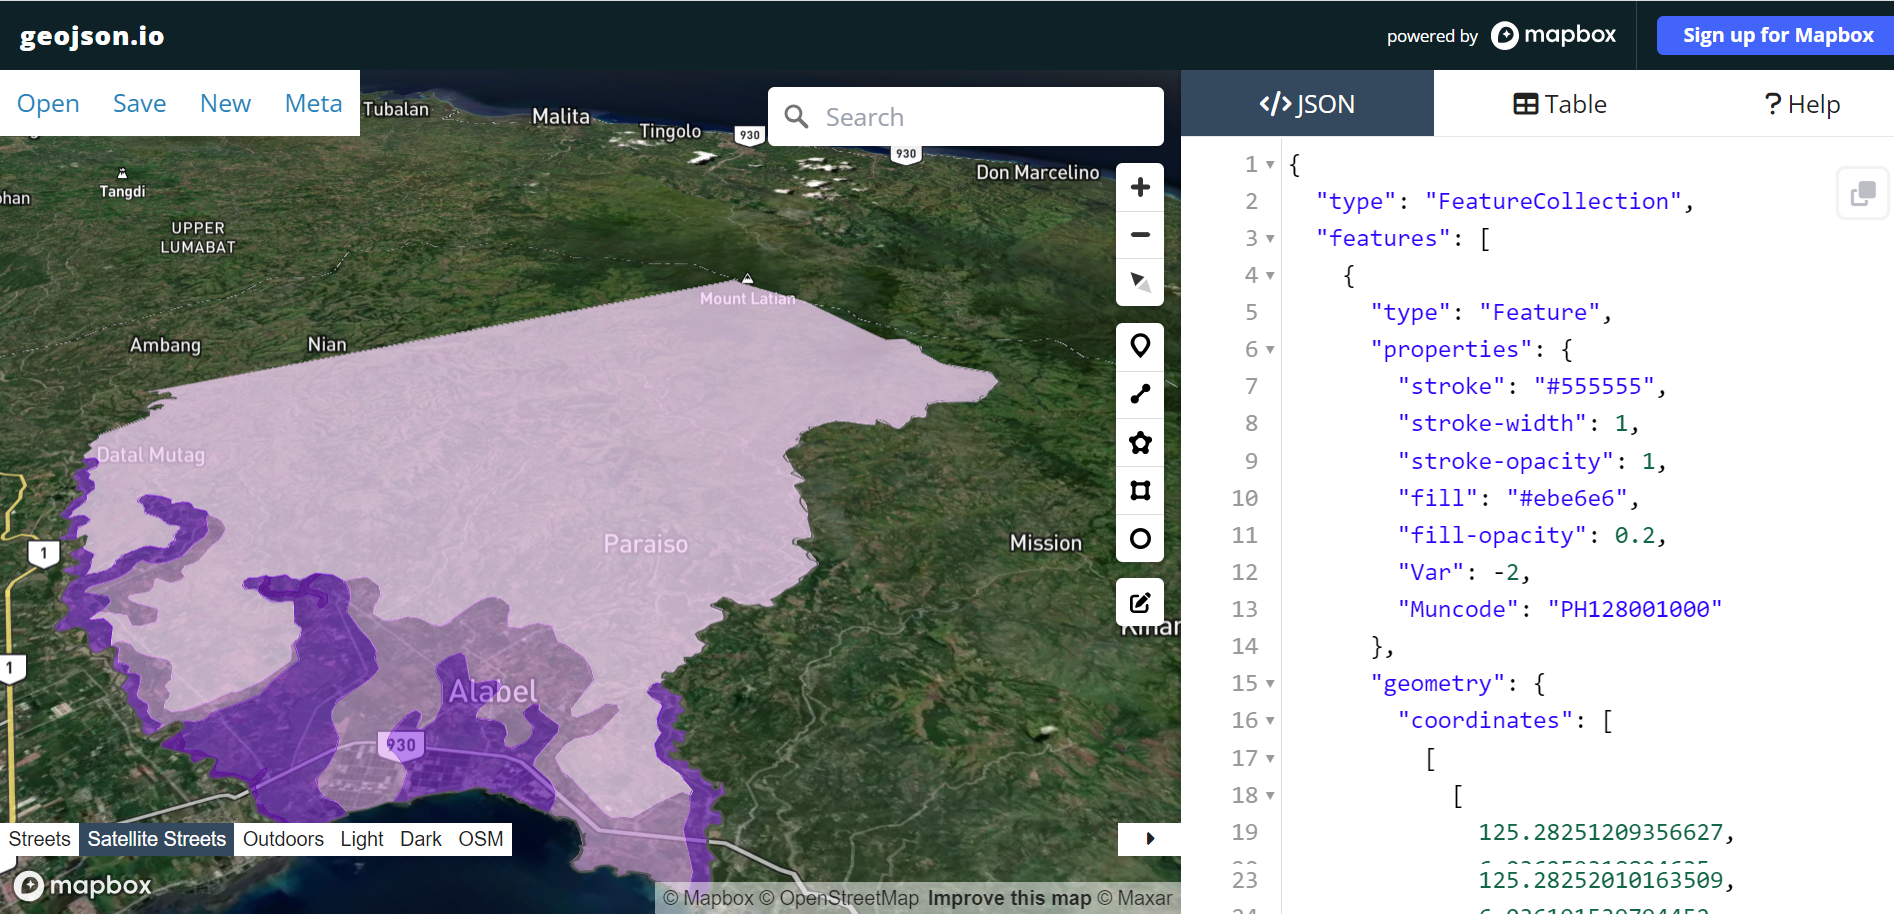 geojson.io
powered by mapbox
Sign up for Mapbox
Open Save New Meta
Search
</> JSON
Table
? Help
Tubalan
Malita
Tingolo
930
930
Don Marcelino
Tangdi
UPPER
LUMABAT
Mount Latian
Ambang
Nian
Datal Mutag
Paraiso
Mission
1
1
Alabel
930
Streets Satellite Streets Outdoors Light Dark OSM
mapbox
© Mapbox © OpenStreetMap Improve this map © Maxar
1 {
2 "type": "FeatureCollection",
3 "features": [
4 {
5 "type": "Feature",
6 "properties": {
7 "stroke": "#555555",
8 "stroke-width": 1,
9 "stroke-opacity": 1,
10 "fill": "#ebe6e6",
11 "fill-opacity": 0.2,
12 "Var": -2,
13 "Muncode": "PH128001000"
14 },
15 "geometry": {
16 "coordinates": [
17 [
18 [
19 125.28251209356627,
23 125.28252010163509,